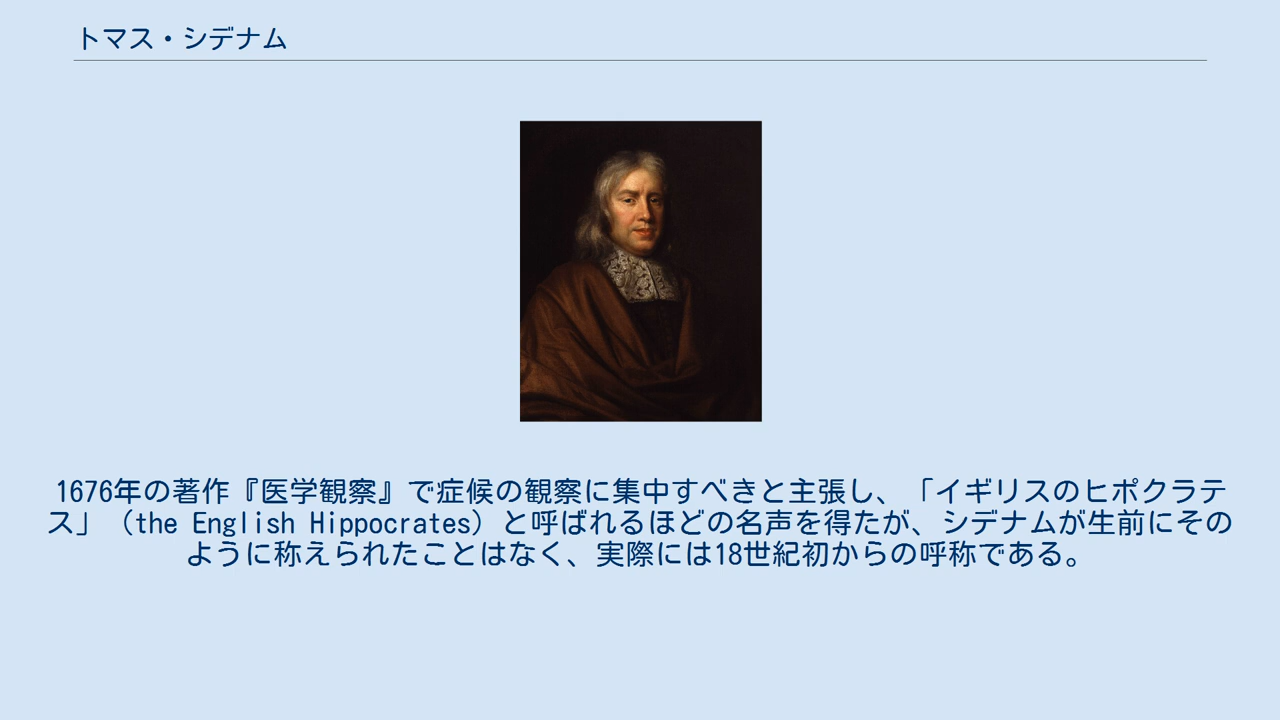 トマス・シデナム
1676年の著作『医学観察』で症候の観察に集中すべきと主張し、「イギリスのヒポクラテ
ス」（the English Hippocrates）と呼ばれるほどの名声を得たが、シデナムが生前にその
ように称えられたことはなく、実際には18世紀初からの呼称である。